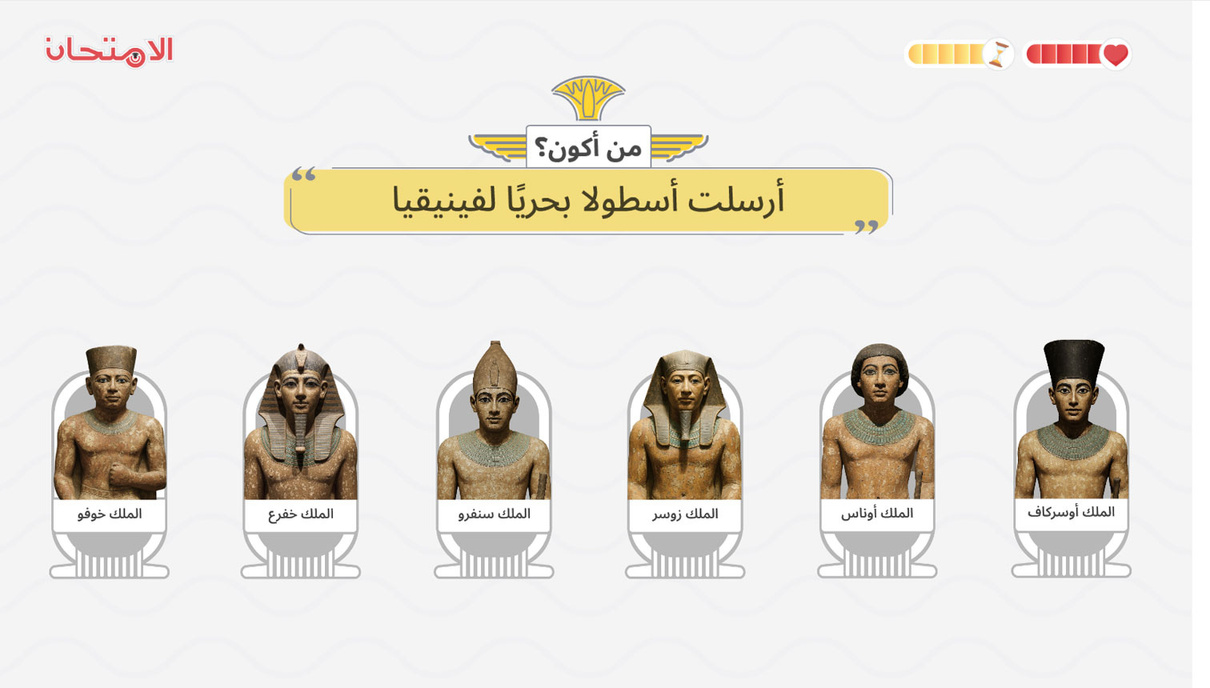 الامتحان
من أكون؟
أرسلت أسطولا بحريًا لفينيقيا
الملك أوسركاف
الملك أوناس
الملك زوسر
الملك سنفرو
الملك خفرع
الملك خوفو